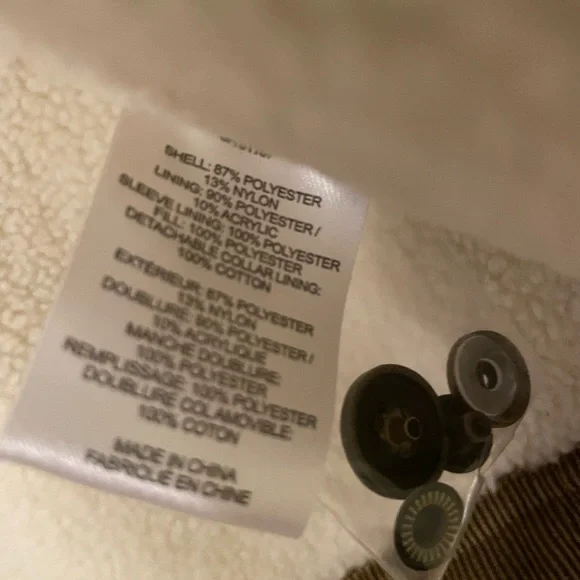 SHELL: 87% POLYESTER
13% NYLON
LINING: 90% POLYESTER /
10% ACRYLIC
SLEEVE LINING: 100% POLYESTER
FILL: 100% POLYESTER
DETACHABLE COLLAR LINING:
100% COTTON
EXTÉRIEUR: 87% POLYESTER
13% NYLON
DOUBLURE: 90% POLYESTER /
10% ACRYLIQUE
MANCHE DOUBLURE:
100% POLYESTER
REMPLISSAGE: 100% POLYESTER
DOUBLURE COL AMOVIBLE:
100% COTON
MADE IN CHINA
FABRIQUÉ EN CHINE